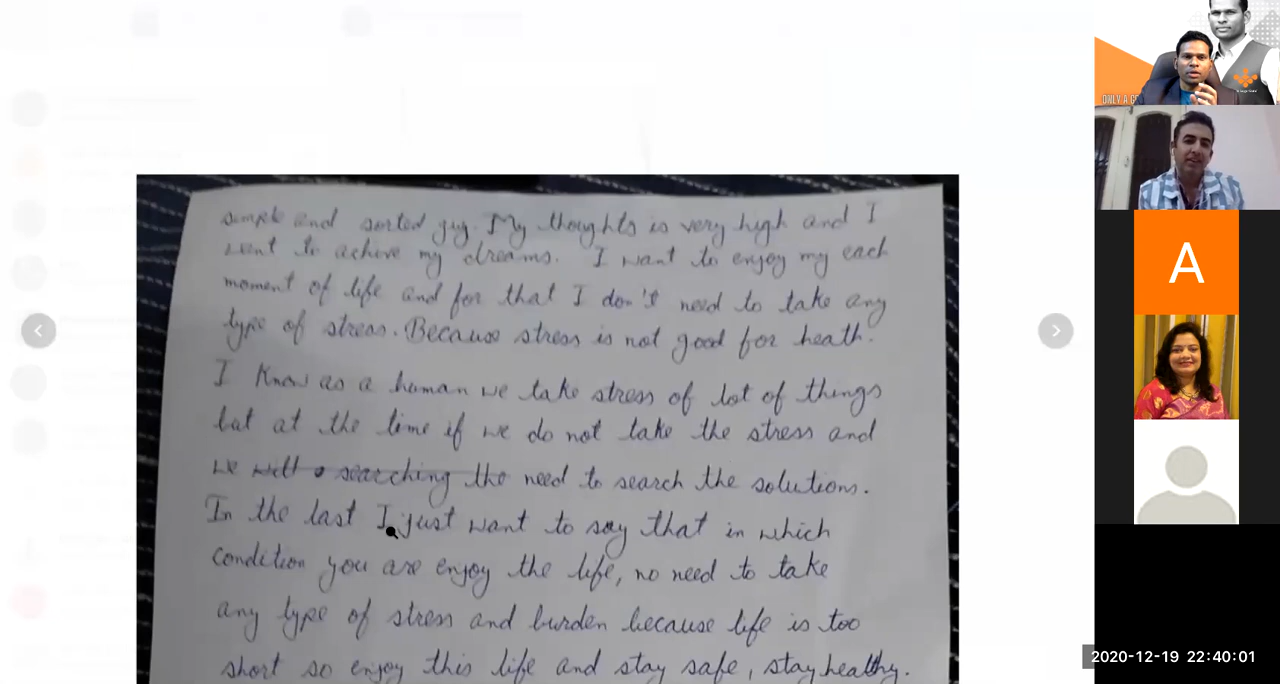 simple and sorted guy. My thoughts is very high and I
want to achive my dreams. I want to enjoy my each
moment of life and for that I don't need to take any
type of stress. Because stress is not good for heath.
I Know as a human we take stress of lot of things
but at the time if we do not take the stress and
we will searching the need to search the solutions.
In the last I just want to say that in which
condition you are enjoy the life, no need to take
any type of stress and burden because life is too
short so enjoy this life and stay safe, stay healthy.
ONLY A
A
2020-12-19 22:40:01